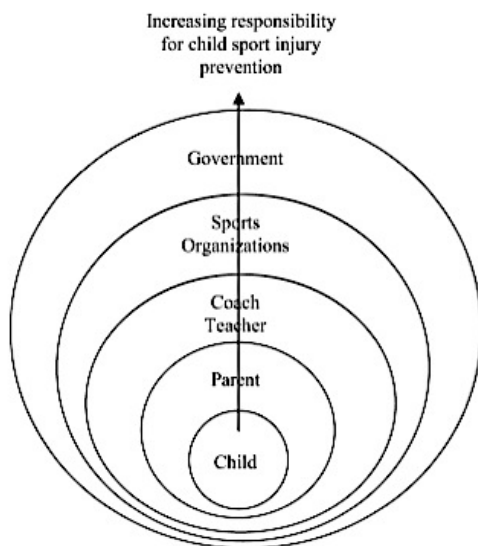 Increasing responsibility
for child sport injury
prevention
Government
Sports
Organizations
Coach
Teacher
Parent
Child